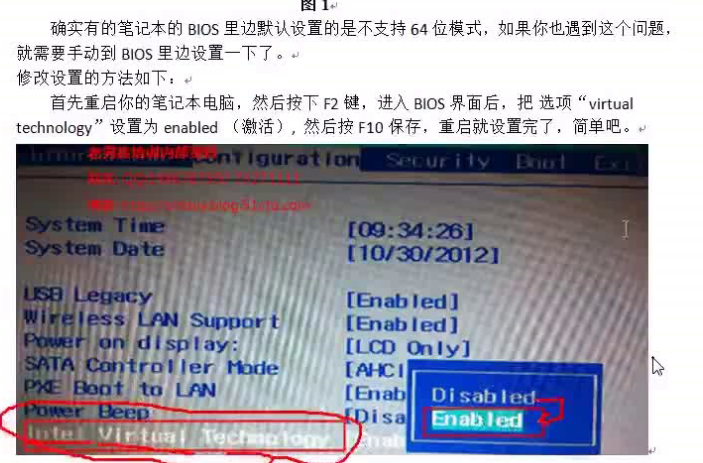 图1
确实有的笔记本的 BIOS 里边默认设置的是不支持 64 位模式，如果你也遇到这个问题，
就需要手动到 BIOS 里边设置一下了。
修改设置的方法如下：
首先重启你的笔记本电脑，然后按下 F2 键，进入 BIOS 界面后，把 选项“virtual
technology”设置为 enabled （激活）, 然后按 F10 保存，重启就设置完了，简单吧。
Configuration Security Boot
System Time [09:34:26]
System Date [10/30/2012]
USB Legacy [Enabled]
Wireless LAN Support [Enabled]
Power on display: [LCD Only]
SATA Controller Mode [AHCI
PXE Boot to LAN [Enab
Disabled
Power Beep [Disa
Enabled
Intel Virtual Technology